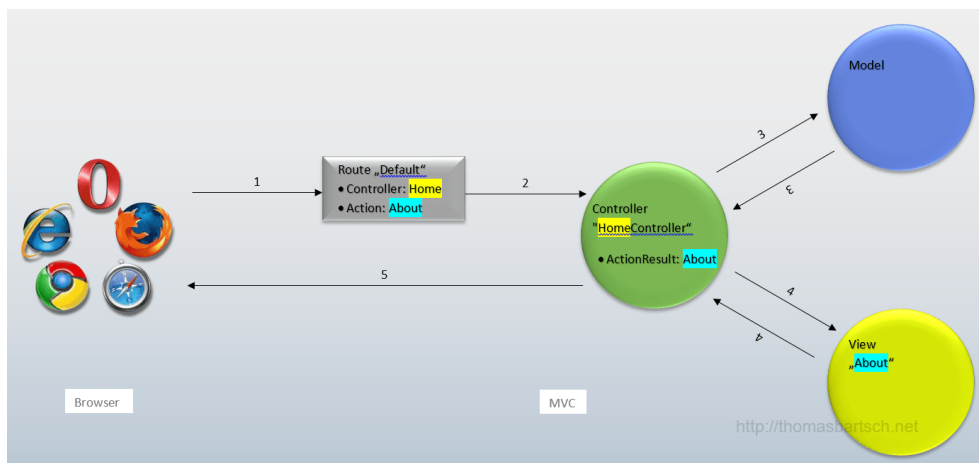 Model
3
3
1
Route „Default“
• Controller: Home
• Action: About
2
Controller
"HomeController“
• ActionResult: About
5
4
4
View
„About“
Browser
MVC
http://thomasbartsch.net